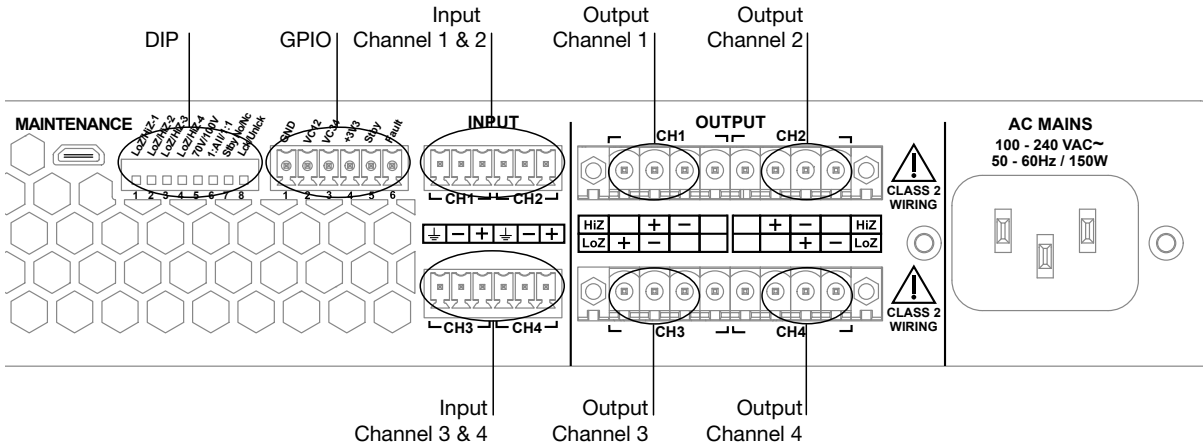 Input
Channel 1 & 2
Output
Channel 1
Output
Channel 2
DIP
GPIO
MAINTENANCE
LoZ/HiZ-1
LoZ/HiZ-2
LoZ/HiZ-3
LoZ/HiZ-4
70V/100V
1:All/1:1
Stby No/Nc
Lck/Unlck
1 2 3 4 5 6 7 8
GND
VC12
VC34
+3V3
Stby
Fault
1 2 3 4 5 6
INPUT
CH1 CH2
⏚ − + ⏚ − +
CH3 CH4
OUTPUT
CH1 CH2
HiZ + − + − HiZ
LoZ + − + − LoZ
CH3 CH4
CLASS 2
WIRING
CLASS 2
WIRING
AC MAINS
100 - 240 VAC~
50 - 60Hz / 150W
Input
Channel 3 & 4
Output
Channel 3
Output
Channel 4